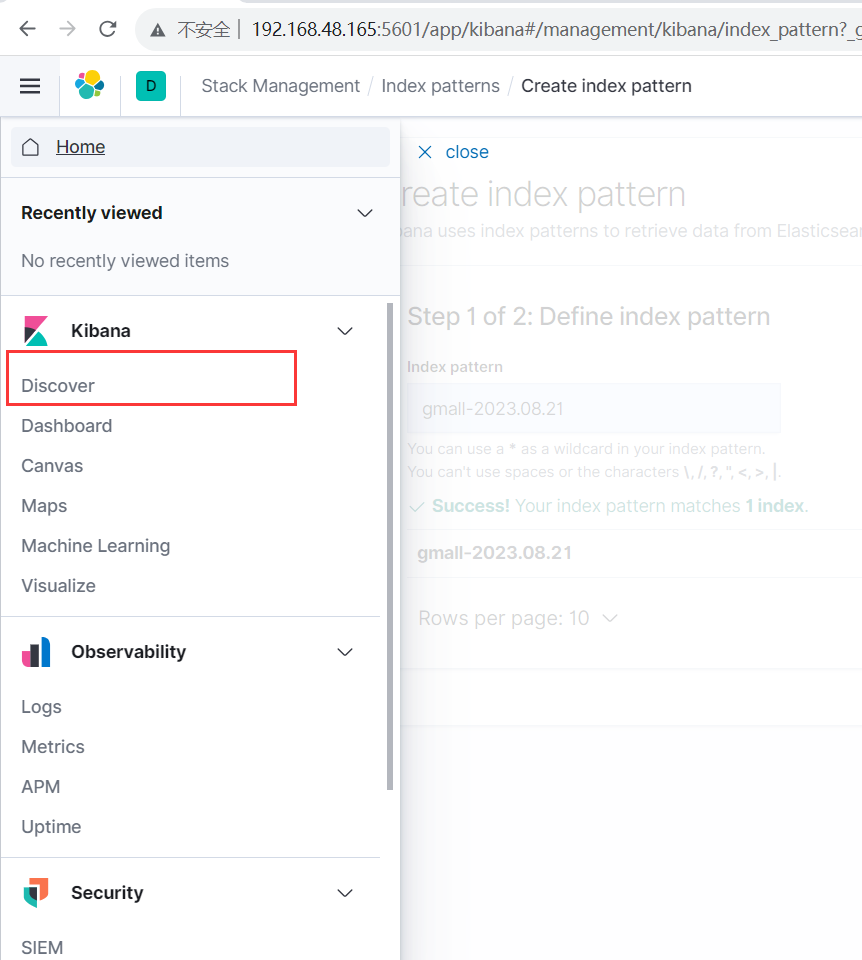 不安全 192.168.48.165:5601/app/kibana#/management/kibana/index_pattern?_g
D Stack Management / Index patterns / Create index pattern
Home
Recently viewed
No recently viewed items
Kibana
Discover
Dashboard
Canvas
Maps
Machine Learning
Visualize
Observability
Logs
Metrics
APM
Uptime
Security
SIEM
close
reate index pattern
bana uses index patterns to retrieve data from Elasticsear
Step 1 of 2: Define index pattern
Index pattern
gmall-2023.08.21
You can use a * as a wildcard in your index pattern.
You can't use spaces or the characters \, /, ?, ", <, >, |.
Success! Your index pattern matches 1 index.
gmall-2023.08.21
Rows per page: 10